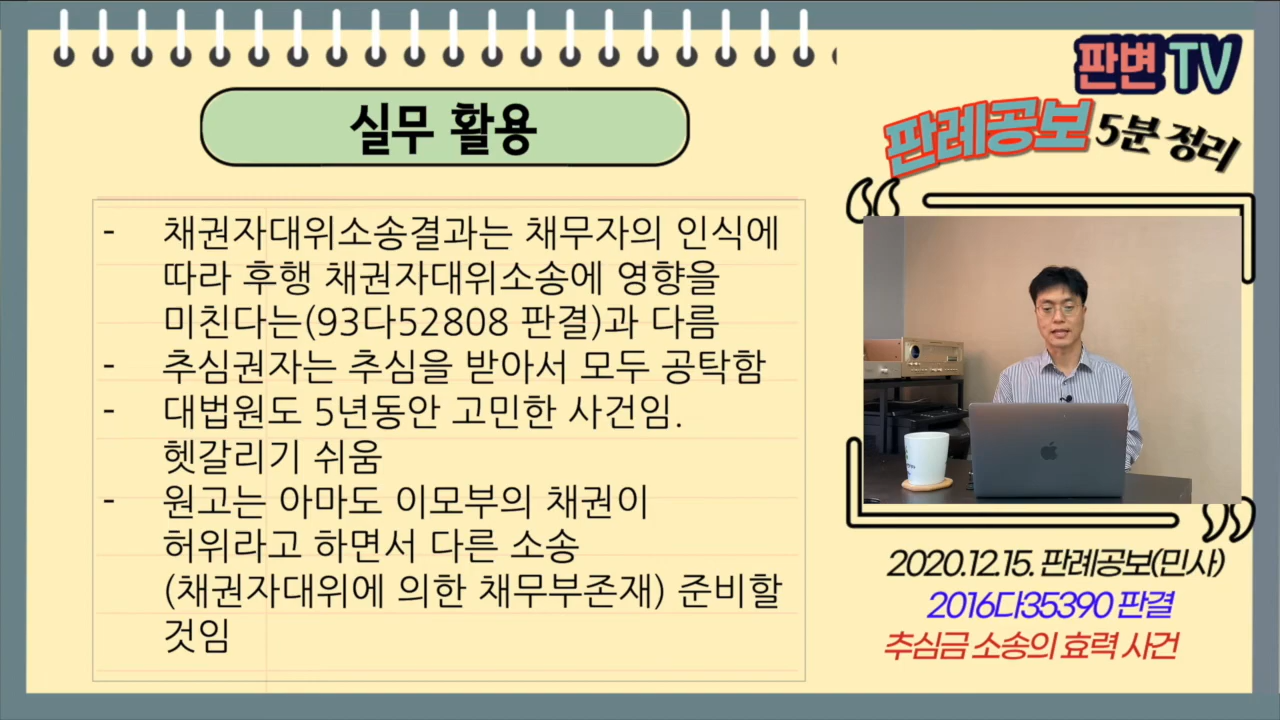 실무 활용
- 채권자대위소송결과는 채무자의 인식에
따라 후행 채권자대위소송에 영향을
미친다는(93다52808 판결)과 다름
- 추심권자는 추심을 받아서 모두 공탁함
- 대법원도 5년동안 고민한 사건임.
헷갈리기 쉬움
- 원고는 아마도 이모부의 채권이
허위라고 하면서 다른 소송
(채권자대위에 의한 채무부존재) 준비할
것임
판변 TV
판례공보 5분 정리
2020.12.15. 판례공보(민사)
2016다35390 판결
추심금 소송의 효력 사건